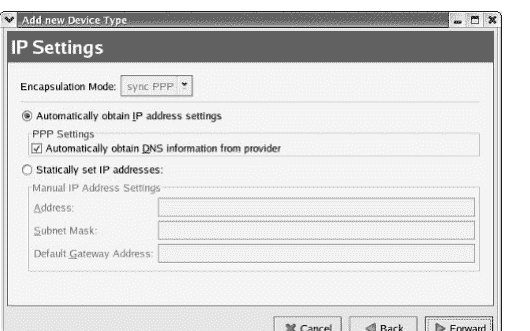 Add new Device Type
IP Settings
Encapsulation Mode: sync PPP
Automatically obtain IP address settings
PPP Settings
Automatically obtain DNS information from provider
Statically set IP addresses:
Manual IP Address Settings
Address:
Subnet Mask:
Default Gateway Address:
Cancel Back Forward